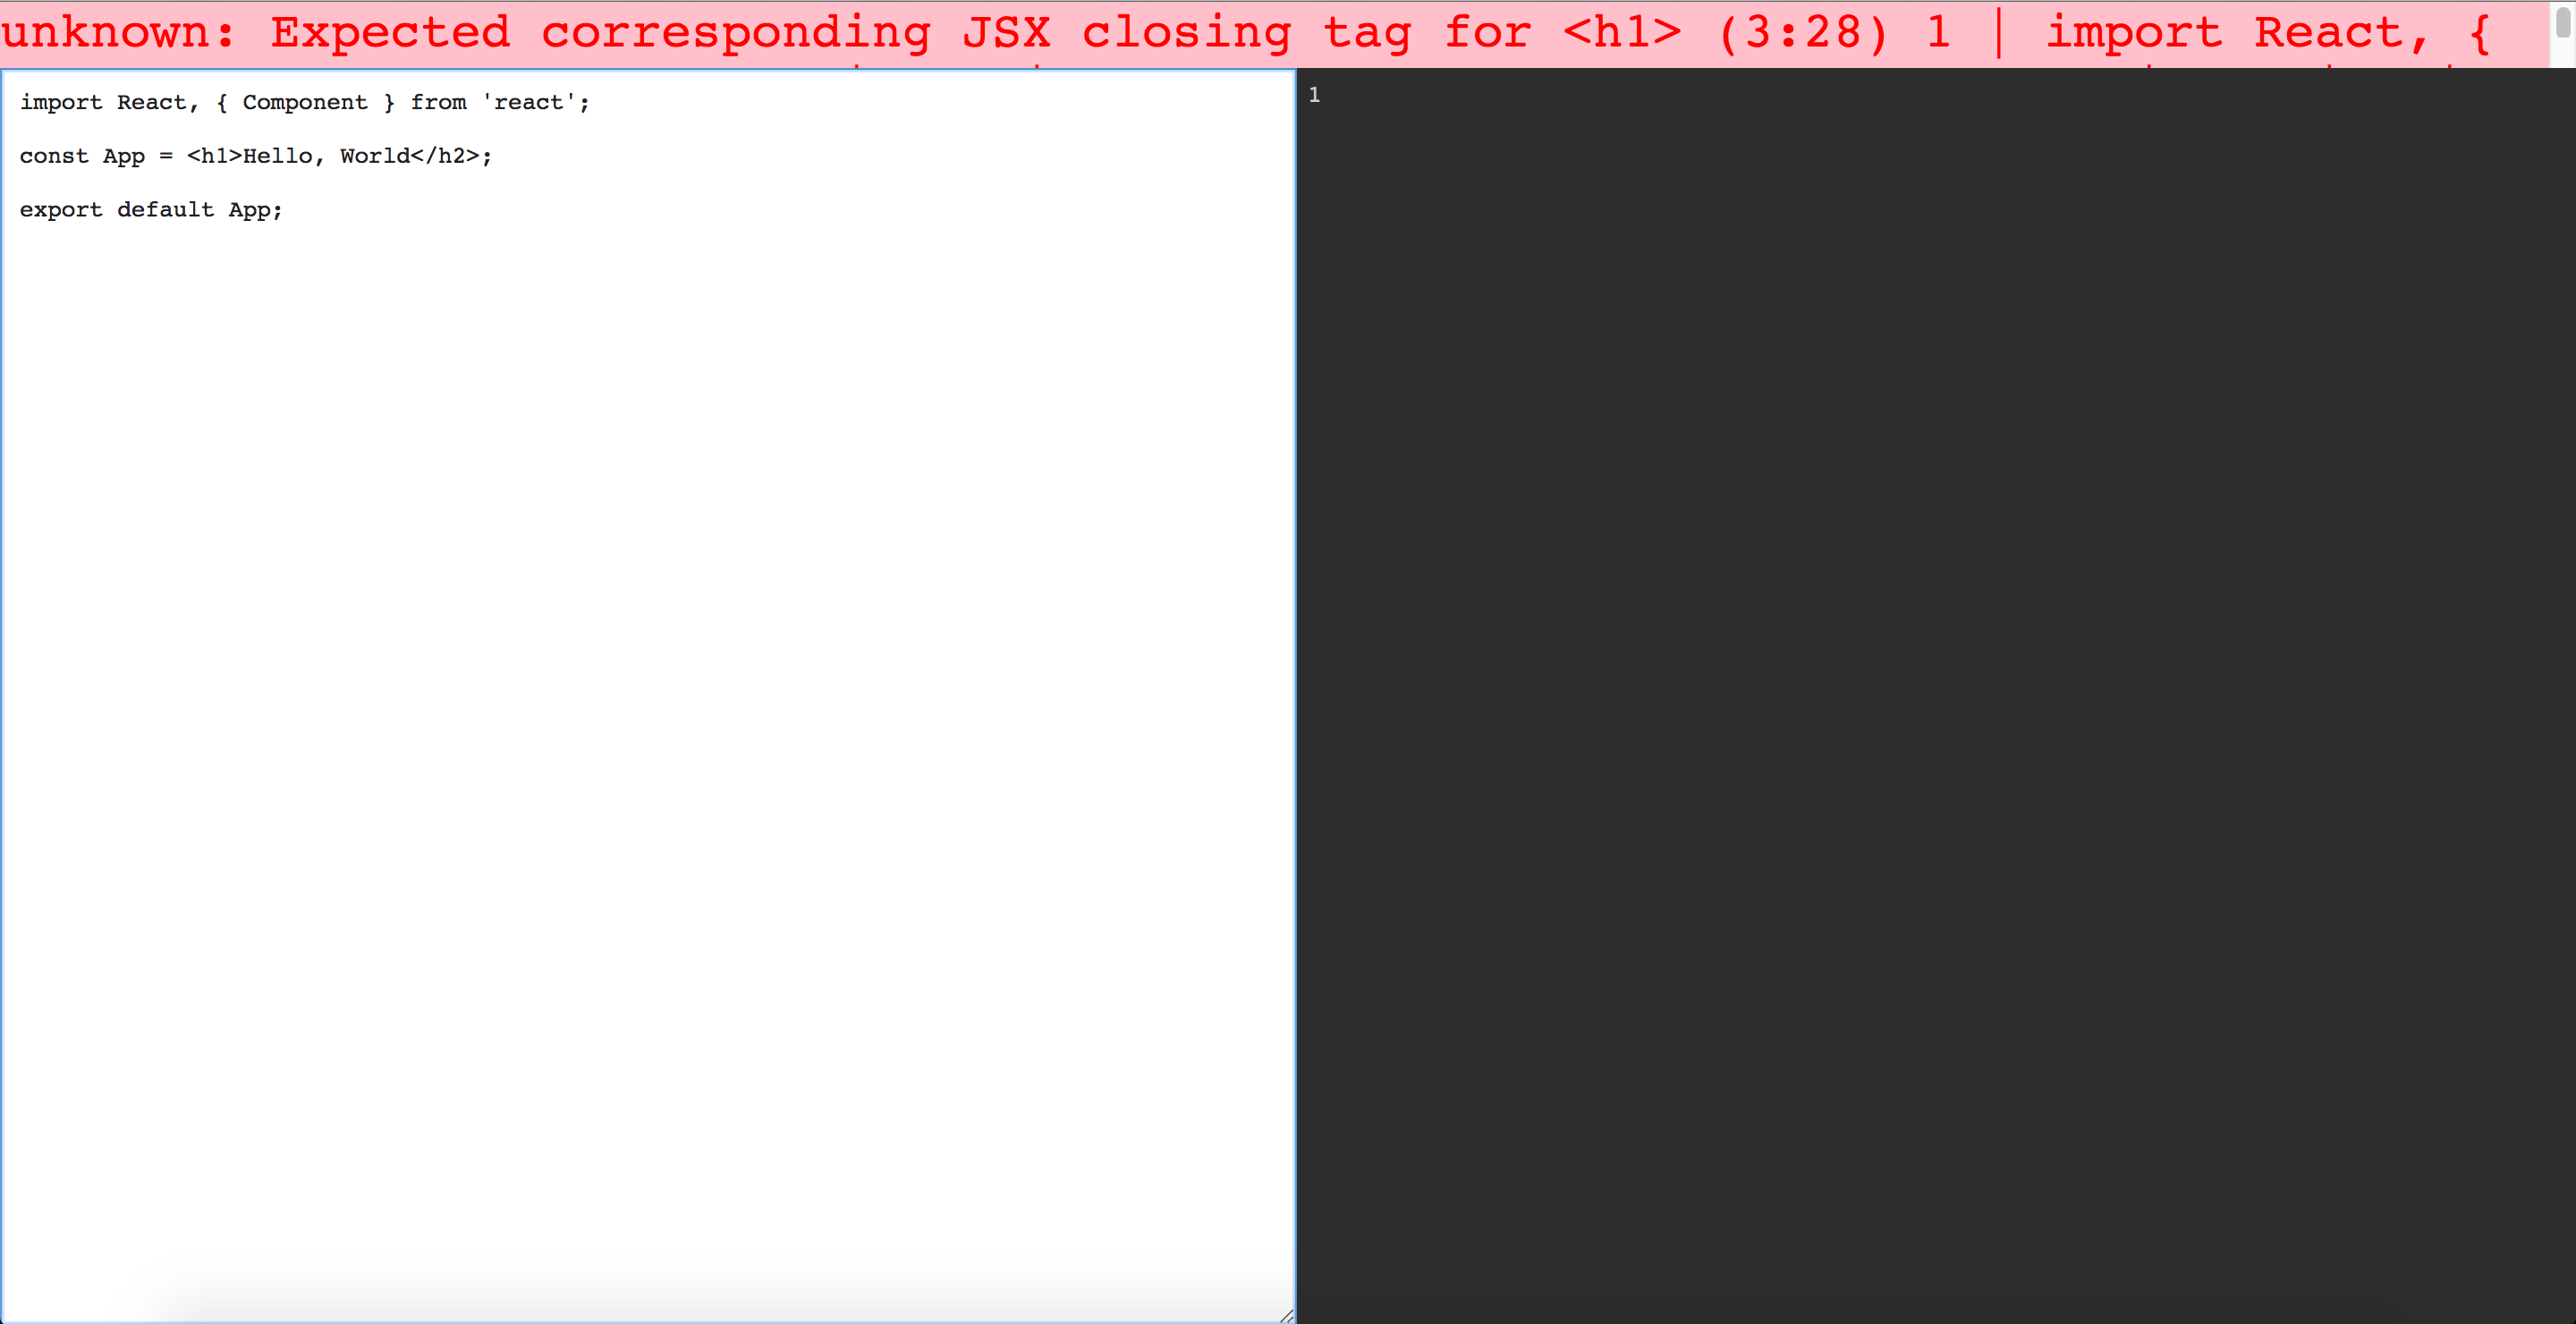 unknown: Expected corresponding JSX closing tag for <h1> (3:28) 1 | import React, {
import React, { Component } from 'react';
const App = <h1>Hello, World</h2>;
export default App;
1